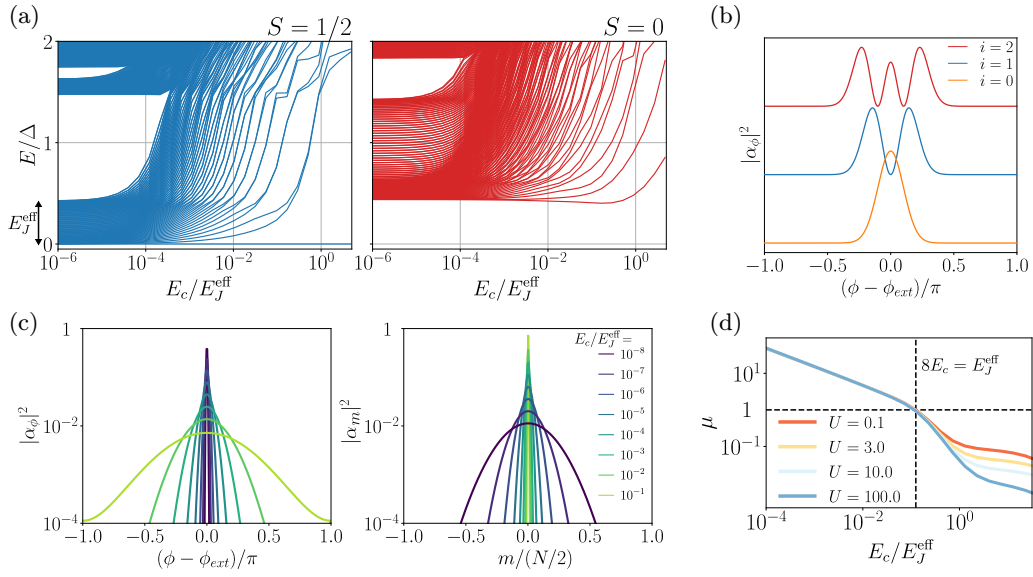 (a)
S = 1/2
S = 0
2
1
0
E/Δ
E_J^eff
10^−6 10^−4 10^−2 10^0
10^−6 10^−4 10^−2 10^0
E_c/E_J^eff
E_c/E_J^eff
(b)
i = 2
i = 1
i = 0
|α_ϕ|^2
−1.0 −0.5 0.0 0.5 1.0
(ϕ − ϕ_ext)/π
(c)
1
10^−2
10^−4
|α_ϕ|^2
−1.0 −0.5 0.0 0.5 1.0
(ϕ − ϕ_ext)/π
1
10^−2
10^−4
|α_m|^2
E_c/E_J^eff =
10^−8
10^−7
10^−6
10^−5
10^−4
10^−3
10^−2
10^−1
−1.0 −0.5 0.0 0.5 1.0
m/(N/2)
(d)
8E_c = E_J^eff
10^1
1
10^−1
μ
U = 0.1
U = 3.0
U = 10.0
U = 100.0
10^−4 10^−2 10^0
E_c/E_J^eff